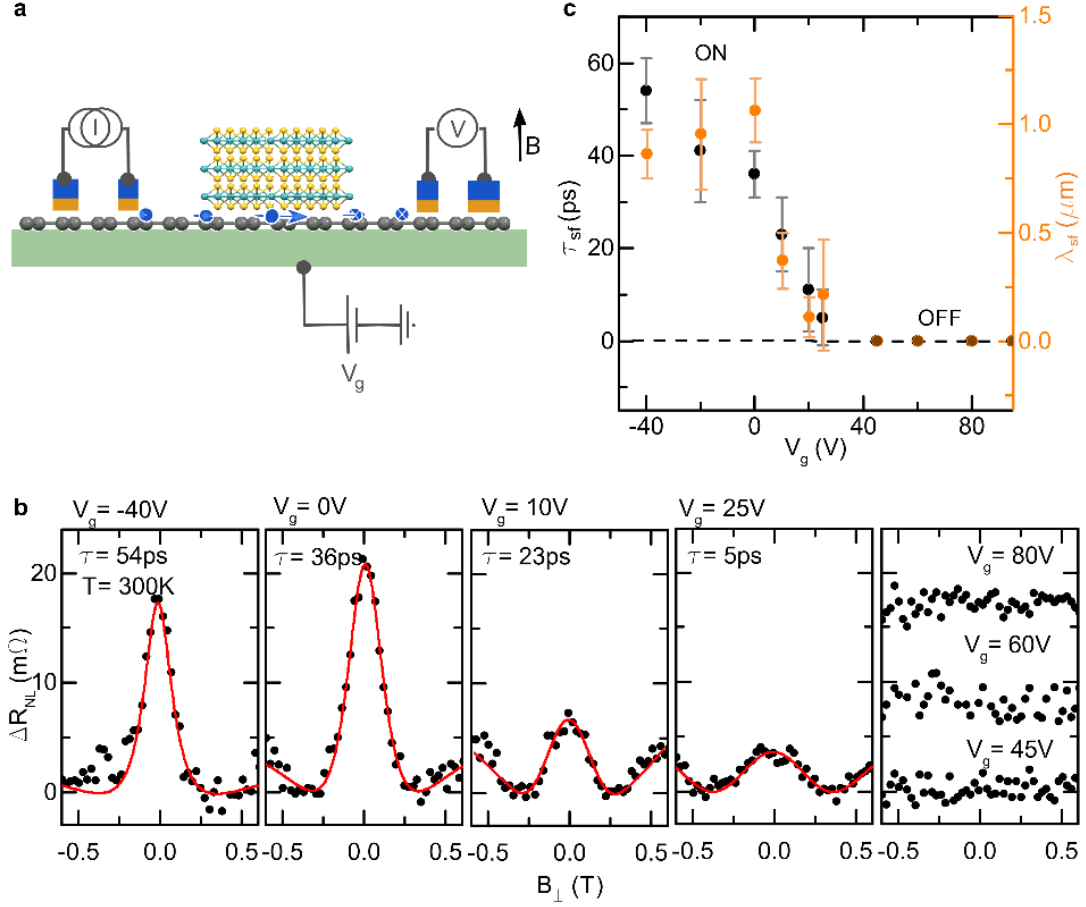 a
I
V
B
V_g
c
ON
OFF
τ_sf (ps)
60
40
20
0
1.5
1.0
0.5
0.0
λ_sf (μm)
-40 0 40 80
V_g (V)
b
V_g = -40V
V_g = 0V
V_g = 10V
V_g = 25V
τ = 54ps
T = 300K
τ = 36ps
τ = 23ps
τ = 5ps
V_g = 80V
V_g = 60V
V_g = 45V
ΔR_NL (mΩ)
20
10
0
-0.5 0.0 0.5 -0.5 0.0 0.5 -0.5 0.0 0.5 -0.5 0.0 0.5 -0.5 0.0 0.5
B_⊥ (T)